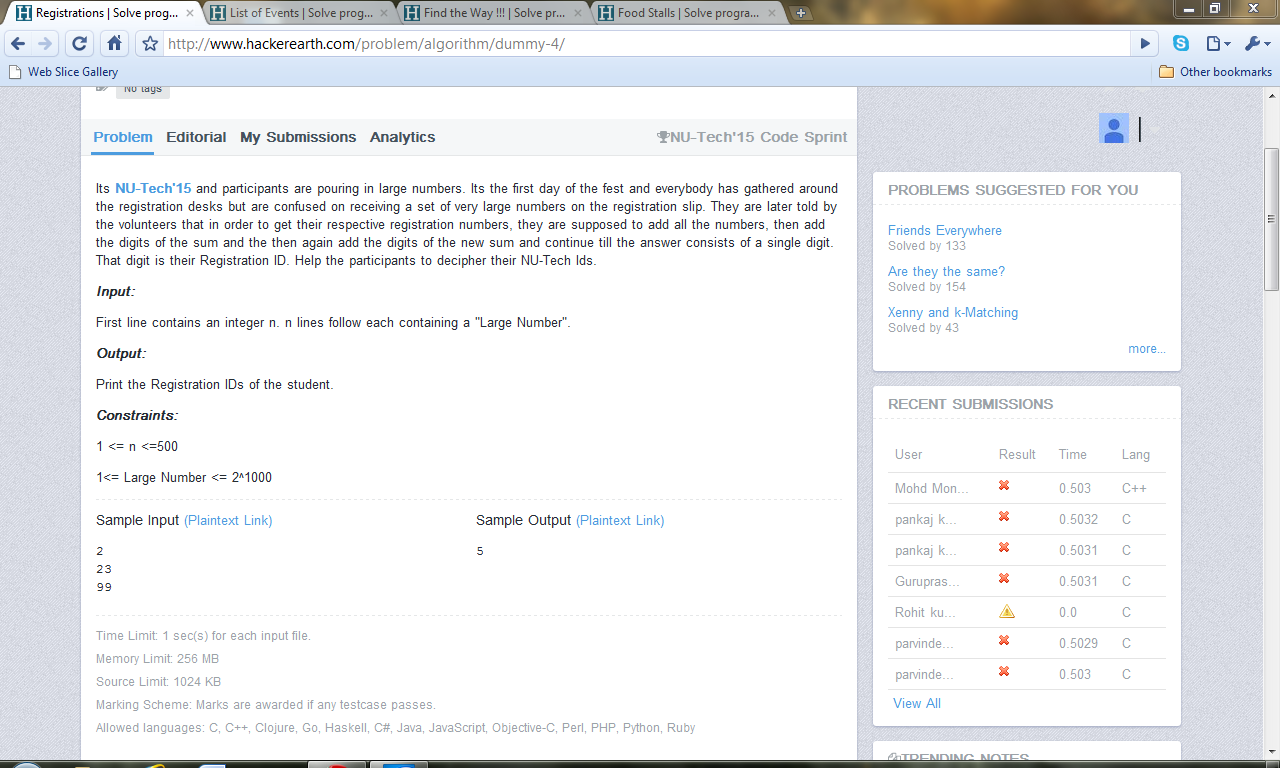 Registrations | Solve prog...
List of Events | Solve prog...
Find the Way !!! | Solve pr...
Food Stalls | Solve progra...
http://www.hackerearth.com/problem/algorithm/dummy-4/
Web Slice Gallery
Other bookmarks
No tags
Problem Editorial My Submissions Analytics NU-Tech'15 Code Sprint
Its NU-Tech'15 and participants are pouring in large numbers. Its the first day of the fest and everybody has gathered around
the registration desks but are confused on receiving a set of very large numbers on the registration slip. They are later told by
the volunteers that in order to get their respective registration numbers, they are supposed to add all the numbers, then add
the digits of the sum and the then again add the digits of the new sum and continue till the answer consists of a single digit.
That digit is their Registration ID. Help the participants to decipher their NU-Tech Ids.
Input:
First line contains an integer n. n lines follow each containing a "Large Number".
Output:
Print the Registration IDs of the student.
Constraints:
1 <= n <=500
1<= Large Number <= 2^1000
Sample Input (Plaintext Link)
2
23
99
Sample Output (Plaintext Link)
5
Time Limit: 1 sec(s) for each input file.
Memory Limit: 256 MB
Source Limit: 1024 KB
Marking Scheme: Marks are awarded if any testcase passes.
Allowed languages: C, C++, Clojure, Go, Haskell, C#, Java, JavaScript, Objective-C, Perl, PHP, Python, Ruby
PROBLEMS SUGGESTED FOR YOU
Friends Everywhere
Solved by 133
Are they the same?
Solved by 154
Xenny and k-Matching
Solved by 43
more...
RECENT SUBMISSIONS
User Result Time Lang
Mohd Mon... 0.503 C++
pankaj k... 0.5032 C
pankaj k... 0.5031 C
Gurupras... 0.5031 C
Rohit ku... 0.0 C
parvinde... 0.5029 C
parvinde... 0.503 C
View All
TRENDING NOTES